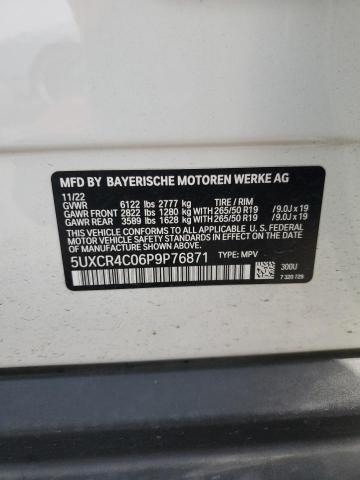 MFD BY BAYERISCHE MOTOREN WERKE AG
11/22
GVWR 6122 lbs 2777 kg TIRE / RIM
GAWR FRONT 2822 lbs 1280 kg WITH 265/50 R19 /9.0J x 19
GAWR REAR 3589 lbs 1628 kg WITH 265/50 R19 /9.0J x 19
THIS VEHICLE CONFORMS TO ALL APPLICABLE U.S. FEDERAL
MOTOR VEHICLE SAFETY STANDARDS IN EFFECT ON THE
DATE OF MANUFACTURE SHOWN ABOVE.
5UXCR4C06P9P76871 TYPE: MPV 300U
7 320 729